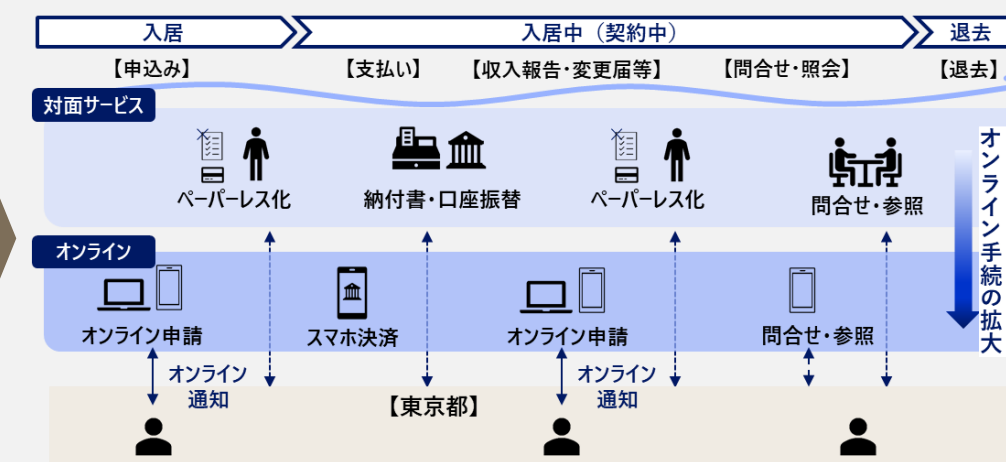 入居
入居中（契約中）
退去
【申込み】
【支払い】
【収入報告・変更届等】
【問合せ・照会】
【退去】
対面サービス
ペーパーレス化
納付書・口座振替
ペーパーレス化
問合せ・参照
オンライン手続の拡大
オンライン
オンライン申請
スマホ決済
オンライン申請
問合せ・参照
オンライン
通知
オンライン
通知
【東京都】